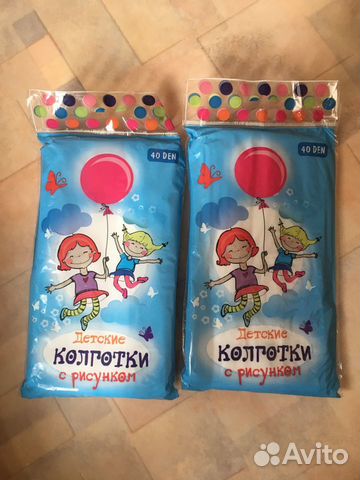 40 DEN
Детские
КОЛГОТКИ
с рисунком
40 DEN
Детские
КОЛГОТКИ
с рисунком
Avito